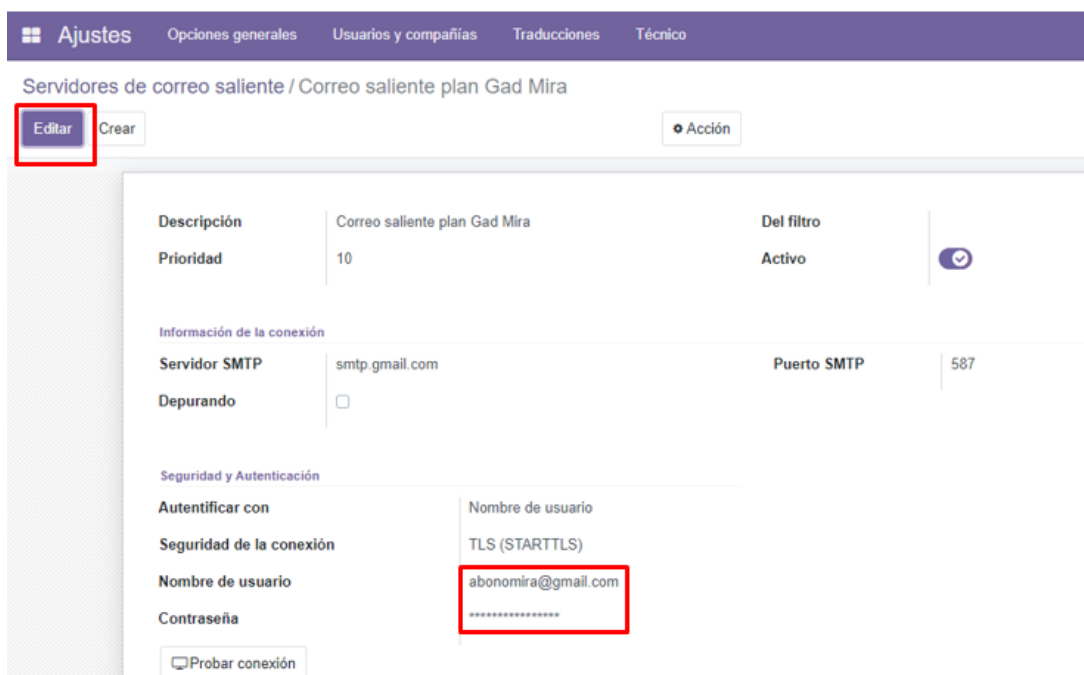 Ajustes Opciones generales Usuarios y compañías Traducciones Técnico
Servidores de correo saliente / Correo saliente plan Gad Mira
Editar Crear Acción
Descripción Correo saliente plan Gad Mira Del filtro
Prioridad 10 Activo
Información de la conexión
Servidor SMTP smtp.gmail.com Puerto SMTP 587
Depurando
Seguridad y Autenticación
Autentificar con Nombre de usuario
Seguridad de la conexión TLS (STARTTLS)
Nombre de usuario abonomira@gmail.com
Contraseña ****************
Probar conexión